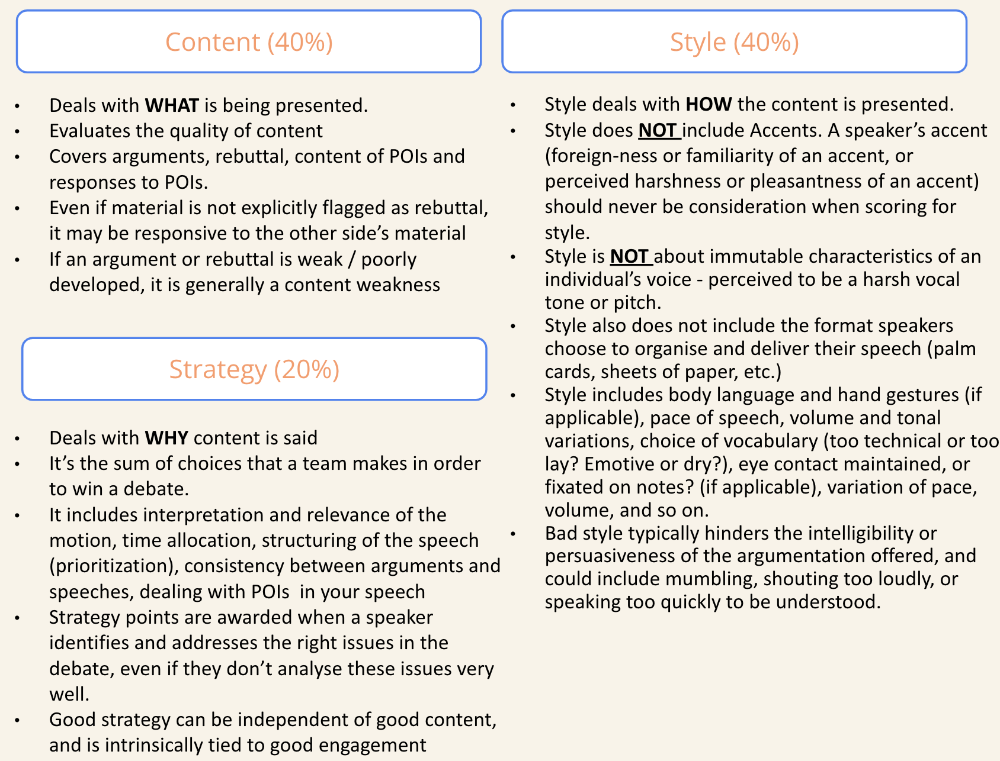 Content (40%)
• Deals with WHAT is being presented.
• Evaluates the quality of content
• Covers arguments, rebuttal, content of POIs and
responses to POIs.
• Even if material is not explicitly flagged as rebuttal,
it may be responsive to the other side’s material
• If an argument or rebuttal is weak / poorly
developed, it is generally a content weakness
Strategy (20%)
• Deals with WHY content is said
• It’s the sum of choices that a team makes in order
to win a debate.
• It includes interpretation and relevance of the
motion, time allocation, structuring of the speech
(prioritization), consistency between arguments and
speeches, dealing with POIs  in your speech
• Strategy points are awarded when a speaker
identifies and addresses the right issues in the
debate, even if they don’t analyse these issues very
well.
• Good strategy can be independent of good content,
and is intrinsically tied to good engagement
Style (40%)
• Style deals with HOW the content is presented.
• Style does NOT include Accents. A speaker’s accent
(foreign-ness or familiarity of an accent, or
perceived harshness or pleasantness of an accent)
should never be consideration when scoring for
style.
• Style is NOT about immutable characteristics of an
individual’s voice - perceived to be a harsh vocal
tone or pitch.
• Style also does not include the format speakers
choose to organise and deliver their speech (palm
cards, sheets of paper, etc.)
• Style includes body language and hand gestures (if
applicable), pace of speech, volume and tonal
variations, choice of vocabulary (too technical or too
lay? Emotive or dry?), eye contact maintained, or
fixated on notes? (if applicable), variation of pace,
volume, and so on.
• Bad style typically hinders the intelligibility or
persuasiveness of the argumentation offered, and
could include mumbling, shouting too loudly, or
speaking too quickly to be understood.